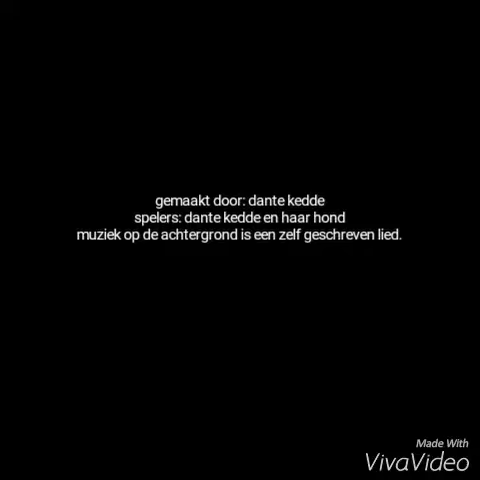 gemaakt door: dante kedde
spelers: dante kedde en haar hond
muziek op de achtergrond is een zelf geschreven lied.
Made With
VivaVideo